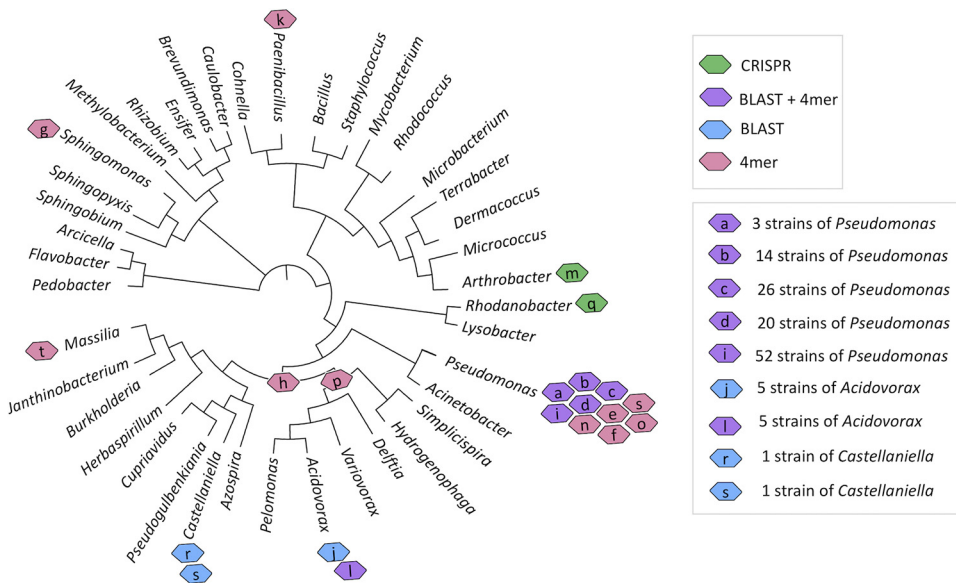 k
Paenibacillus
Cohnella
Caulobacter
Brevundimonas
Ensifer
Rhizobium
Methylobacterium
g
Sphingomonas
Sphingopyxis
Sphingobium
Arcicella
Flavobacter
Pedobacter
Bacillus
Staphylococcus
Mycobacterium
Rhodococcus
Microbacterium
Terrabacter
Dermacoccus
Micrococcus
Arthrobacter m
Rhodanobacter q
Lysobacter
Pseudomonas
a b c
i d e s
n f o
Acinetobacter
Simplicispira
Hydrogenophaga
Delftia
Variovorax
Acidovorax
j
l
Pelomonas
h p
t Massilia
Janthinobacterium
Burkholderia
Herbaspirillum
Cupriavidus
Pseudogulbenkiania
Castellaniella
r
s
Azospira
CRISPR
BLAST + 4mer
BLAST
4mer
a 3 strains of Pseudomonas
b 14 strains of Pseudomonas
c 26 strains of Pseudomonas
d 20 strains of Pseudomonas
i 52 strains of Pseudomonas
j 5 strains of Acidovorax
l 5 strains of Acidovorax
r 1 strain of Castellaniella
s 1 strain of Castellaniella